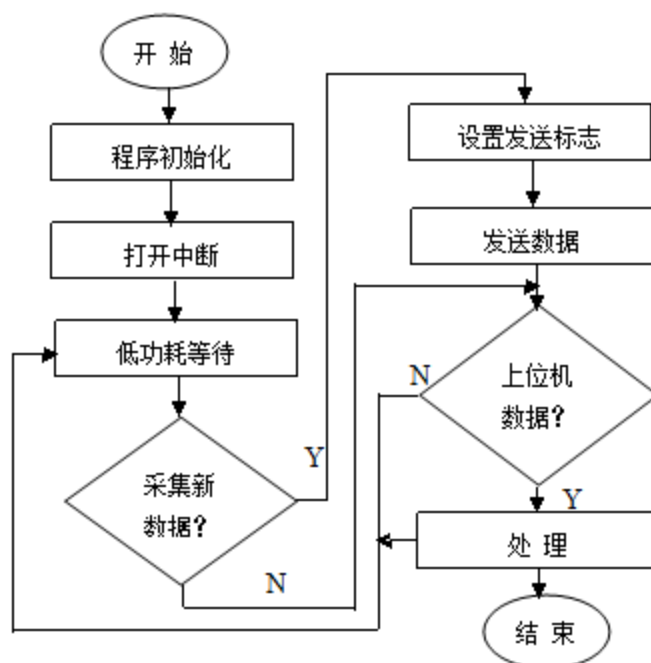 开 始
程序初始化
打开中断
低功耗等待
采集新
数据?
Y
N
设置发送标志
发送数据
上位机
数据?
N
Y
处 理
结 束